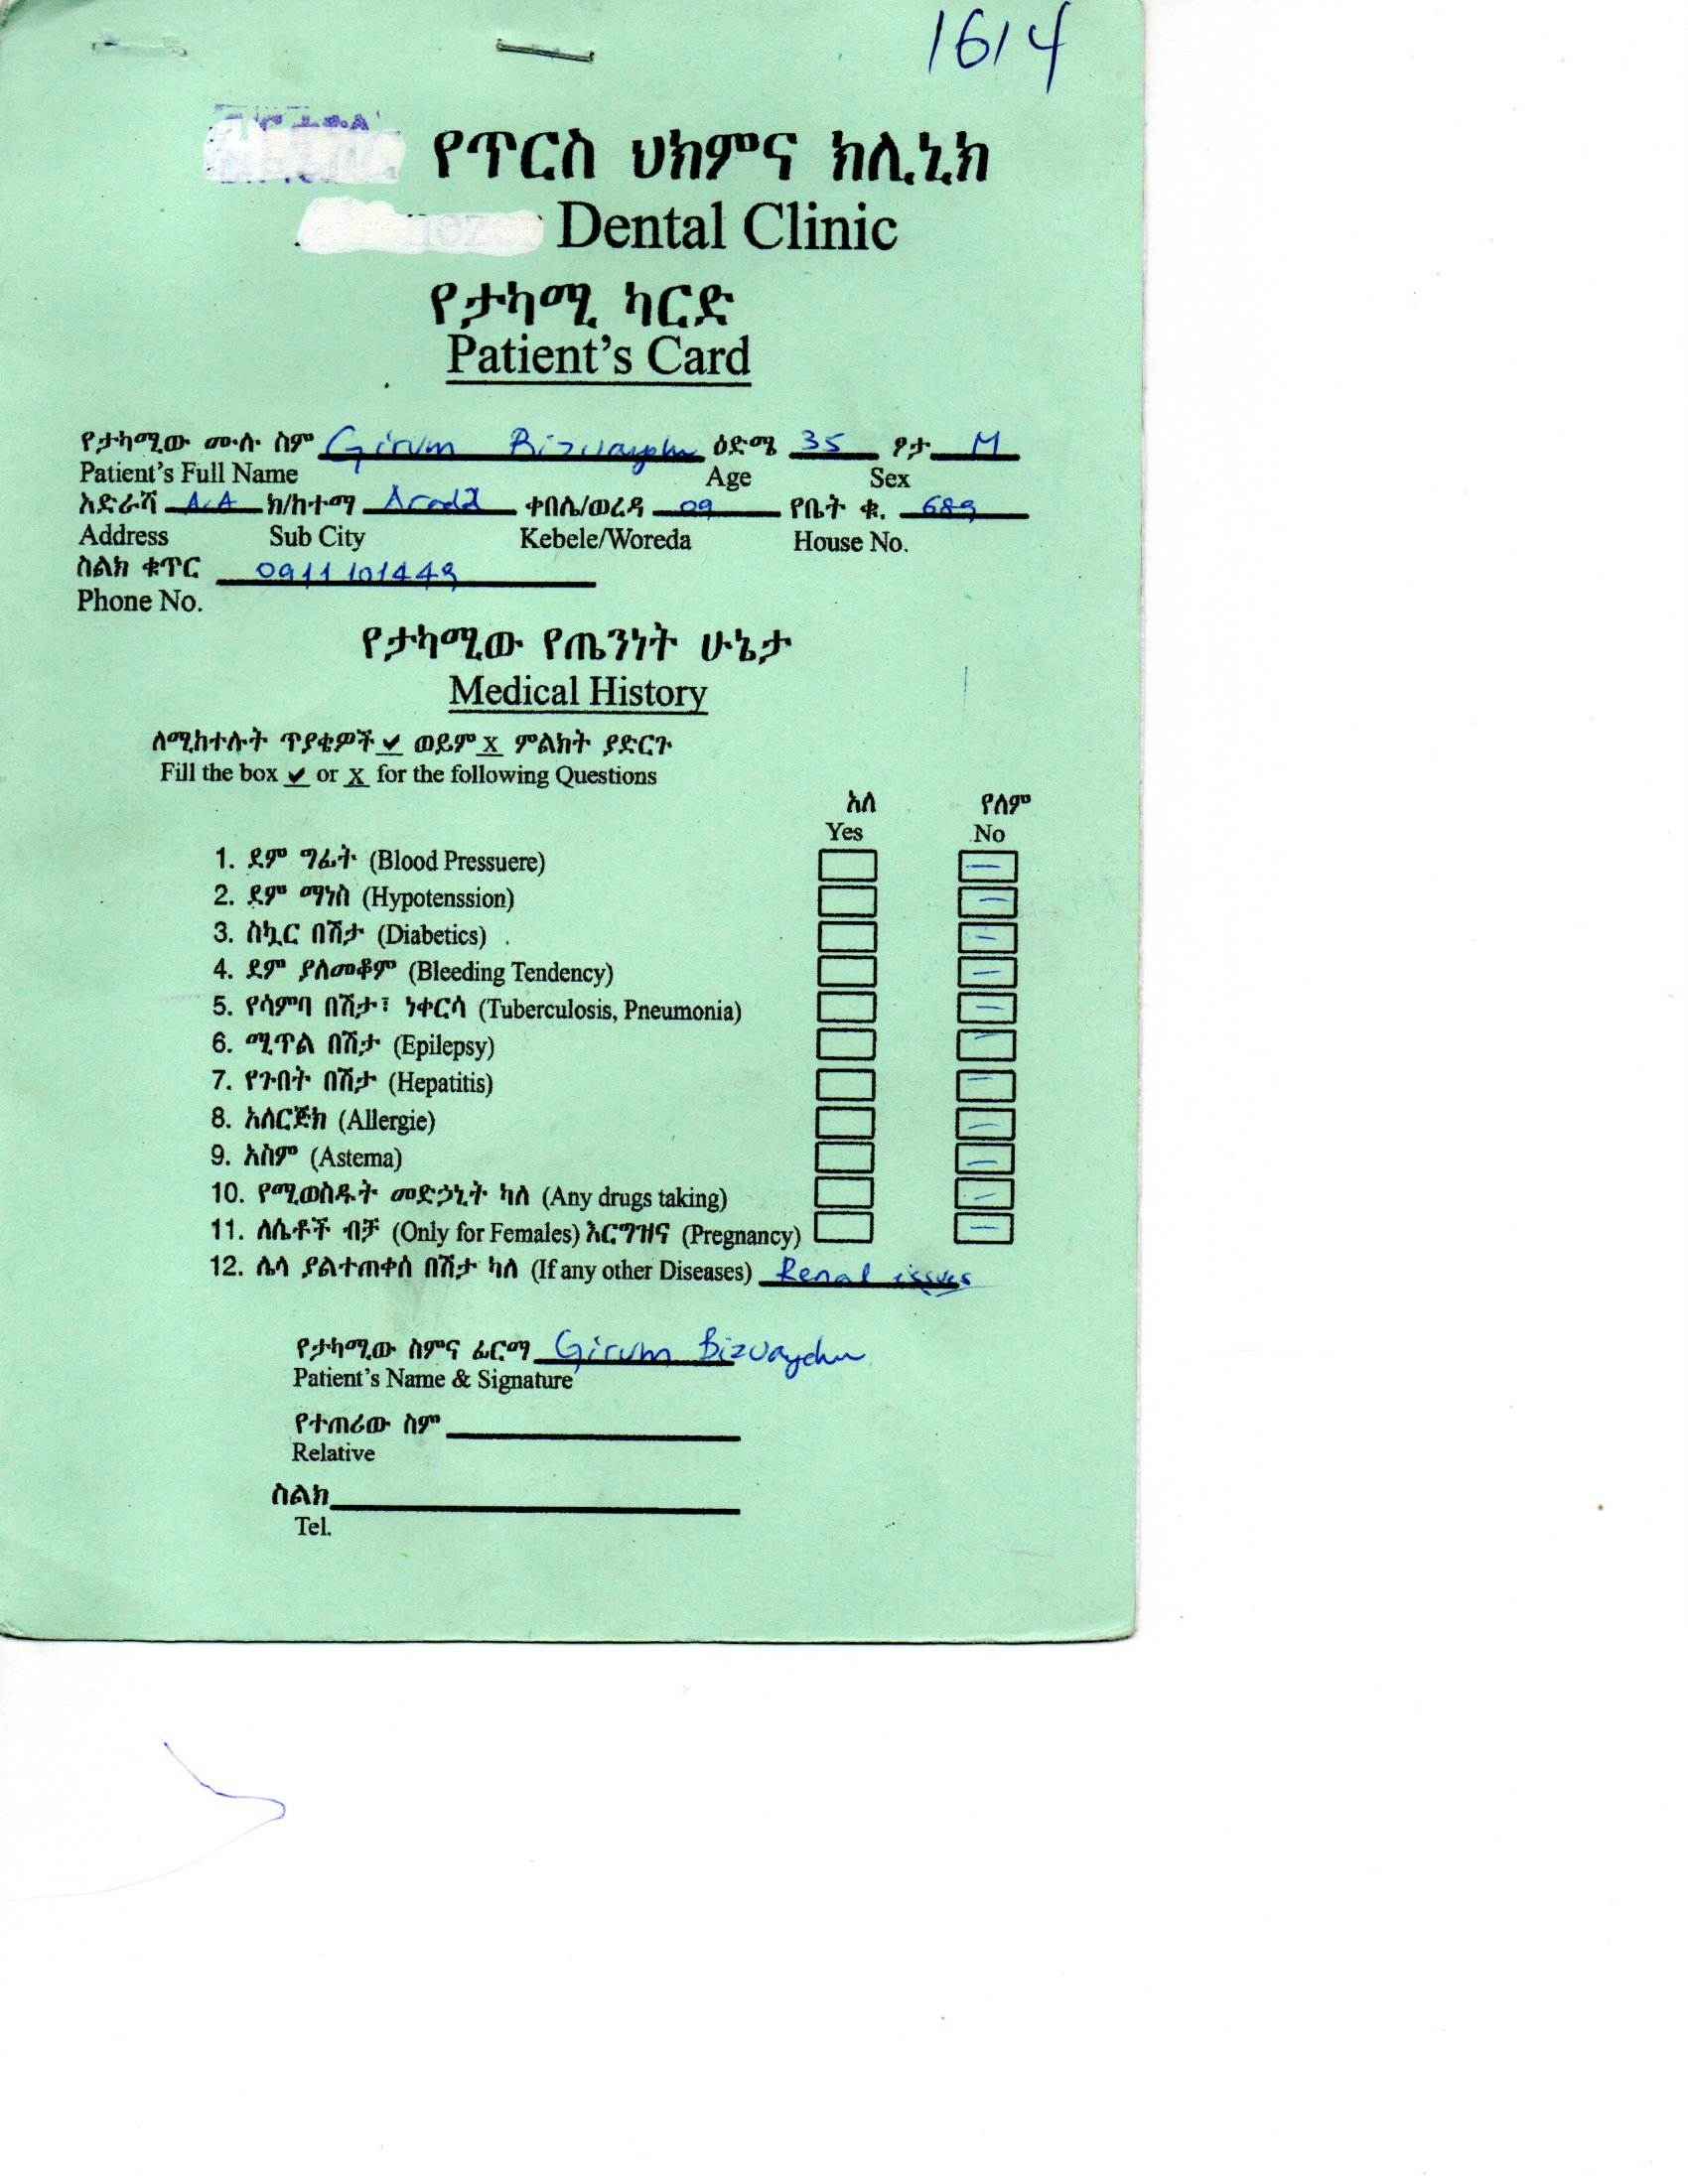 1614
የጥርስ ህክምና ክሊኒክ
Dental Clinic
የታካሚ ካርድ
Patient's Card
የታካሚው ሙሉ ስም Girum Bizuayehu ዕድሜ 35 ፆታ M
Patient's Full Name Age Sex
አድራሻ A.A ክ/ከተማ Arada ቀበሌ/ወረዳ 09 የቤት ቁ. 689
Address Sub City Kebele/Woreda House No.
ስልክ ቁጥር 0911101449
Phone No.
የታካሚው የጤንነት ሁኔታ
Medical History
ለሚከተሉት ጥያቄዎች ✔ ወይም x ምልክት ያድርጉ
Fill the box ✔ or x for the following Questions
አለ የለም
Yes No
1. ደም ግፊት (Blood Pressuere) —
2. ደም ማነስ (Hypotenssion) —
3. ስኳር በሽታ (Diabetics) —
4. ደም ያለመቆም (Bleeding Tendency) —
5. የሳምባ በሽታ፣ ነቀርሳ (Tuberculosis, Pneumonia) —
6. ሚጥል በሽታ (Epilepsy) —
7. የጉበት በሽታ (Hepatitis) —
8. አለርጅክ (Allergie) —
9. አስም (Astema) —
10. የሚወስዱት መድኃኒት ካለ (Any drugs taking) —
11. ለሴቶች ብቻ (Only for Females) እርግዝና (Pregnancy) —
12. ሌላ ያልተጠቀሰ በሽታ ካለ (If any other Diseases) Renal issues
የታካሚው ስምና ፊርማ Girum Bizuayehu
Patient's Name & Signature
የተጠሪው ስም
Relative
ስልክ
Tel.